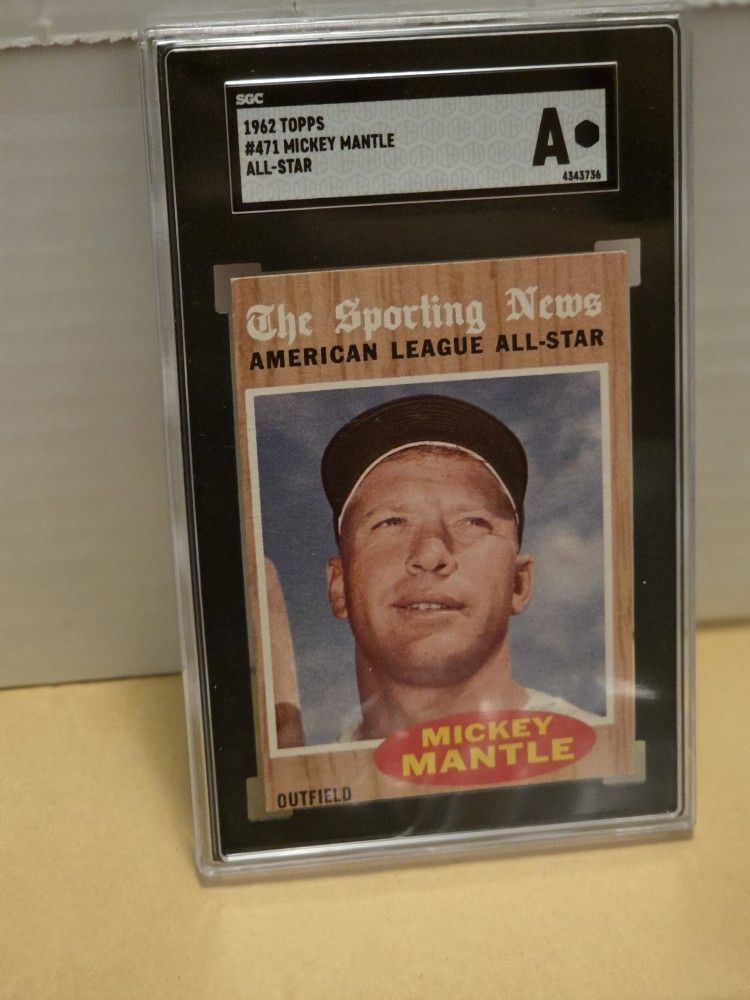 SGC
1962 TOPPS
#471 MICKEY MANTLE
ALL-STAR
A
4343736
The Sporting News
AMERICAN LEAGUE ALL-STAR
MICKEY
MANTLE
OUTFIELD